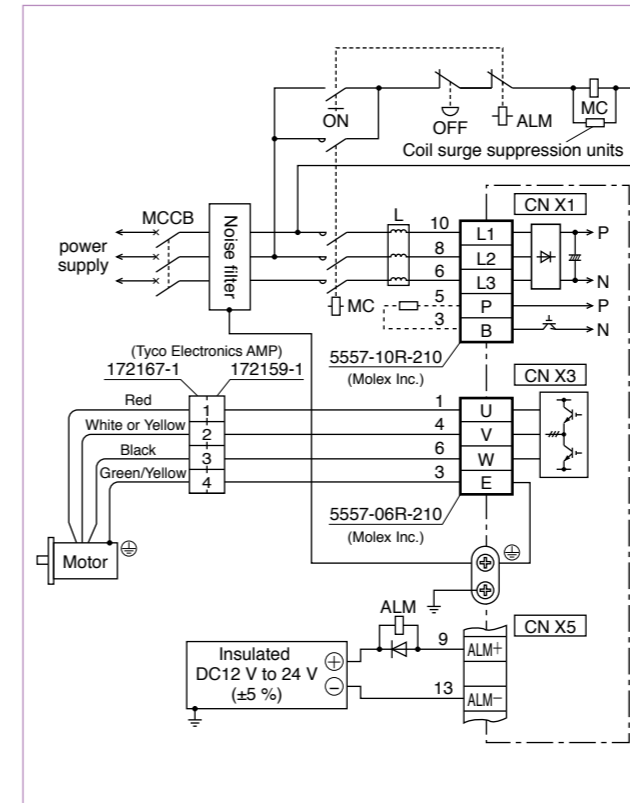 ON
OFF
ALM
MC
Coil surge suppression units
MCCB
power supply
Noise filter
L
MC
CN X1
10 L1
8 L2
6 L3
5 P
3 B
P
N
P
N
5557-10R-210
(Molex Inc.)
(Tyco Electronics AMP)
172167-1 172159-1
CN X3
Red 1 1 U
White or Yellow 2 4 V
Black 3 6 W
Green/Yellow 4 3 E
5557-06R-210
(Molex Inc.)
Motor
ALM
CN X5
Insulated
DC12 V to 24 V
(±5 %)
+
−
9 ALM+
13 ALM−